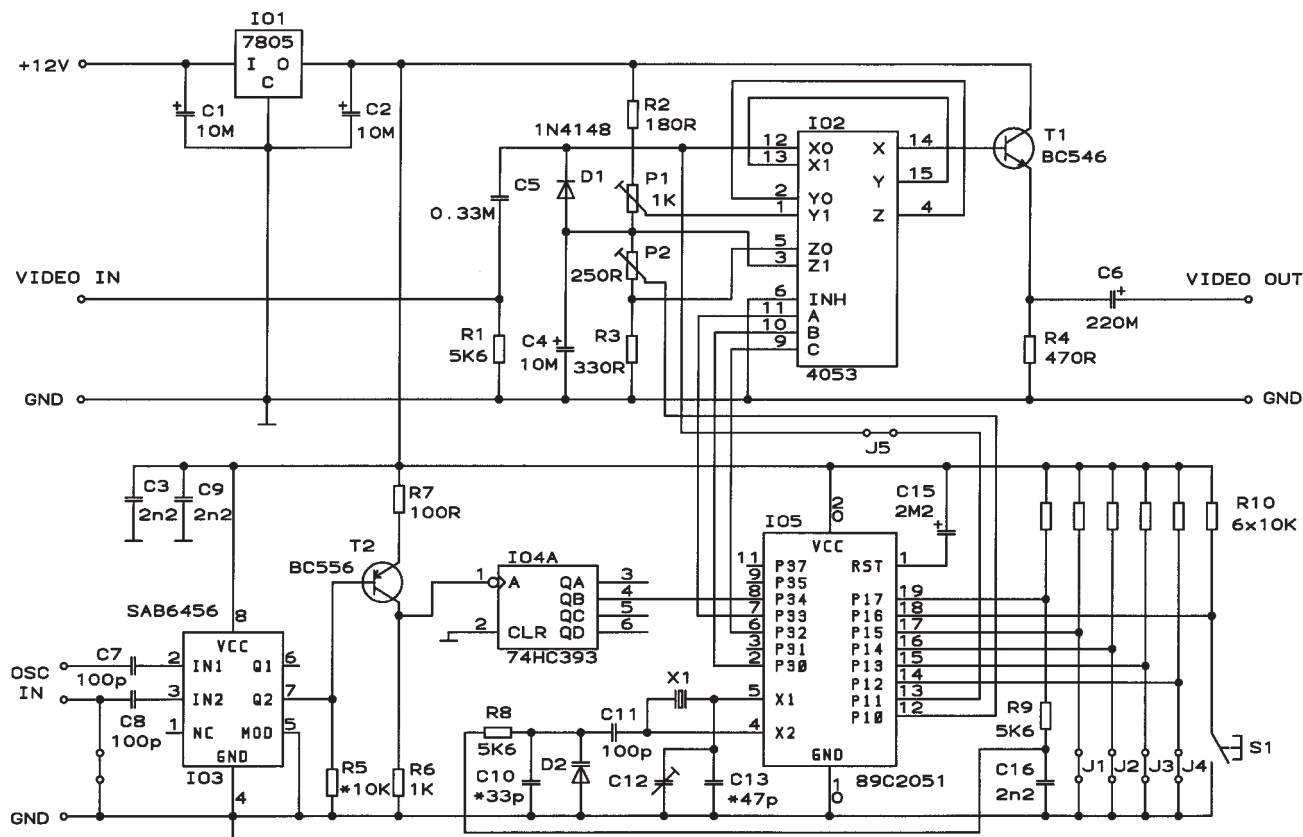 IO1
7805
+12V
I O
C
C1
10M
C2
10M
R2
180R
1N4148
IO2
12 X0 X 14
13 X1
Y 15
2 Y0
1 Y1 Z 4
5 Z0
3 Z1
6 INH
11 A
10 B
9 C
4053
T1
BC546
C5
0.33M
D1
P1
1K
P2
250R
VIDEO IN
R1
5K6
C4
10M
R3
330R
C6
220M
VIDEO OUT
R4
470R
GND
GND
J5
C3
2n2
C9
2n2
R7
100R
T2
BC556
IO4A
1 A QA 3
QB 4
QC 5
2 CLR QD 6
74HC393
IO5
20
VCC
11 P37 RST 1
9 P35
8 P34 P17 19
7 P33 P16 18
6 P32 P15 17
3 P31 P14 16
2 P30 P13 15
P12 14
5 X1 P11 13
4 X2 P10 12
GND
10
89C2051
C15
2M2
R10
6x10K
SAB6456
8
VCC
2 IN1 Q1 6
3 IN2 Q2 7
1 NC MOD 5
GND
IO3
4
OSC
IN
C7
100p
C8
100p
R5
*10K
R6
1K
R8
5K6
C10
*33p
D2
C11
100p
X1
C12
C13
*47p
R9
5K6
C16
2n2
J1
J2
J3
J4
S1
GND